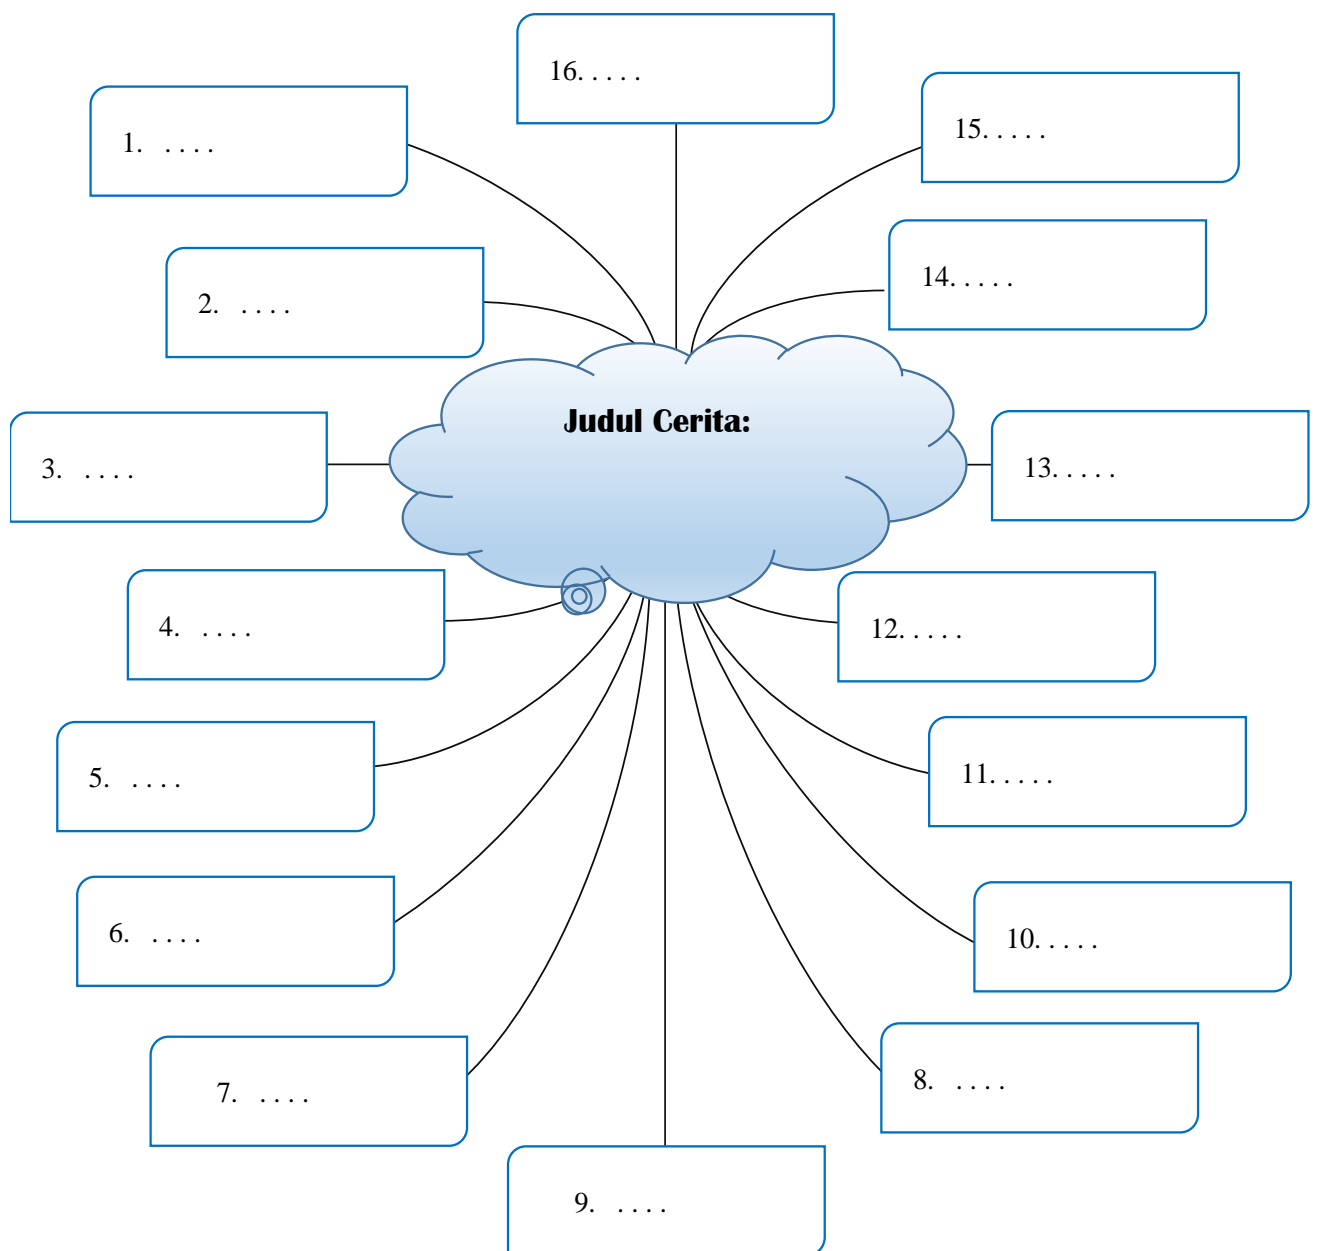 16. . . . .
1. . . . .
15. . . . .
2. . . . .
14. . . . .
Judul Cerita:
3. . . . .
13. . . . .
4. . . . .
12. . . . .
5. . . . .
11. . . . .
6. . . . .
10. . . . .
7. . . . .
8. . . . .
9. . . . .